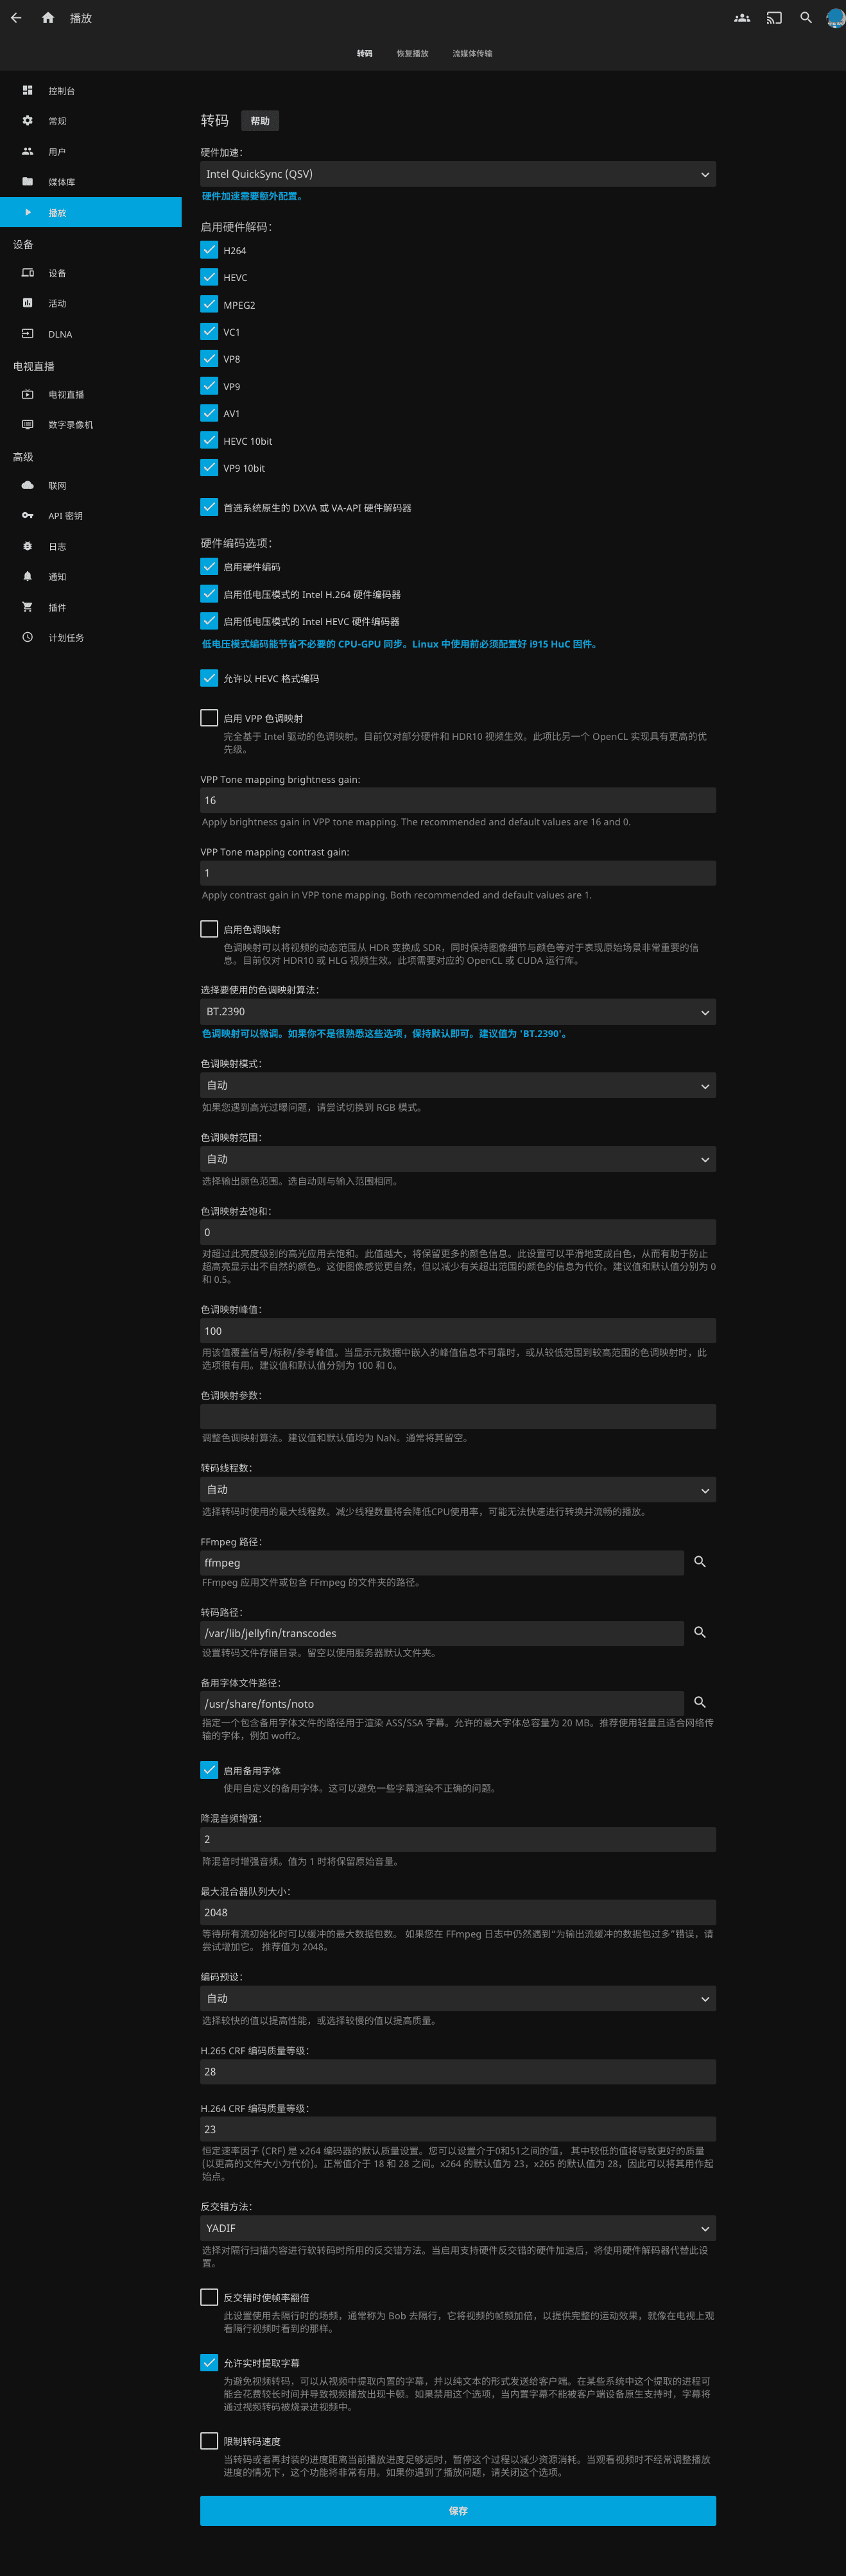 播放
转码
恢复播放
流媒体传输
控制台
常规
用户
媒体库
播放
设备
设备
活动
DLNA
电视直播
电视直播
数字录像机
高级
联网
API 密钥
日志
通知
插件
计划任务
转码
帮助
硬件加速：
Intel QuickSync (QSV)
硬件加速需要额外配置。
启用硬件解码：
H264
HEVC
MPEG2
VC1
VP8
VP9
AV1
HEVC 10bit
VP9 10bit
首选系统原生的 DXVA 或 VA-API 硬件解码器
硬件编码选项：
启用硬件编码
启用低电压模式的 Intel H.264 硬件编码器
启用低电压模式的 Intel HEVC 硬件编码器
低电压模式编码能节省不必要的 CPU-GPU 同步。Linux 中使用前必须配置好 i915 HuC 固件。
允许以 HEVC 格式编码
启用 VPP 色调映射
完全基于 Intel 驱动的色调映射。目前仅对部分硬件和 HDR10 视频生效。此项比另一个 OpenCL 实现具有更高的优
先级。
VPP Tone mapping brightness gain:
16
Apply brightness gain in VPP tone mapping. The recommended and default values are 16 and 0.
VPP Tone mapping contrast gain:
1
Apply contrast gain in VPP tone mapping. Both recommended and default values are 1.
启用色调映射
色调映射可以将视频的动态范围从 HDR 变换成 SDR，同时保持图像细节与颜色等对于表现原始场景非常重要的信
息。目前仅对 HDR10 或 HLG 视频生效。此项需要对应的 OpenCL 或 CUDA 运行库。
选择要使用的色调映射算法：
BT.2390
色调映射可以微调。如果你不是很熟悉这些选项，保持默认即可。建议值为 'BT.2390'。
色调映射模式：
自动
如果您遇到高光过曝问题，请尝试切换到 RGB 模式。
色调映射范围：
自动
选择输出颜色范围。选自动则与输入范围相同。
色调映射去饱和：
0
对超过此亮度级别的高光应用去饱和。此值越大，将保留更多的颜色信息。此设置可以平滑地变成白色，从而有助于防止
超高亮显示出不自然的颜色。这使图像感觉更自然，但以减少有关超出范围的颜色的信息为代价。建议值和默认值分别为 0
和 0.5。
色调映射峰值：
100
用该值覆盖信号/标称/参考峰值。当显示元数据中嵌入的峰值信息不可靠时，或从较低范围到较高范围的色调映射时，此
选项很有用。建议值和默认值分别为 100 和 0。
色调映射参数：
调整色调映射算法。建议值和默认值均为 NaN。通常将其留空。
转码线程数：
自动
选择转码时使用的最大线程数。减少线程数量将会降低CPU使用率，可能无法快速进行转换并流畅的播放。
FFmpeg 路径：
ffmpeg
FFmpeg 应用文件或包含 FFmpeg 的文件夹的路径。
转码路径：
/var/lib/jellyfin/transcodes
设置转码文件存储目录。留空以使用服务器默认文件夹。
备用字体文件路径：
/usr/share/fonts/noto
指定一个包含备用字体文件的路径用于渲染 ASS/SSA 字幕。允许的最大字体总容量为 20 MB。推荐使用轻量且适合网络传
输的字体，例如 woff2。
启用备用字体
使用自定义的备用字体。这可以避免一些字幕渲染不正确的问题。
降混音频增强：
2
降混音时增强音频。值为 1 时将保留原始音量。
最大混合器队列大小：
2048
等待所有流初始化时可以缓冲的最大数据包数。 如果您在 FFmpeg 日志中仍然遇到“为输出流缓冲的数据包过多”错误，请
尝试增加它。 推荐值为 2048。
编码预设：
自动
选择较快的值以提高性能，或选择较慢的值以提高质量。
H.265 CRF 编码质量等级：
28
H.264 CRF 编码质量等级：
23
恒定速率因子 (CRF) 是 x264 编码器的默认质量设置。您可以设置介于0和51之间的值， 其中较低的值将导致更好的质量
(以更高的文件大小为代价)。正常值介于 18 和 28 之间。x264 的默认值为 23，x265 的默认值为 28，因此可以将其用作起
始点。
反交错方法：
YADIF
选择对隔行扫描内容进行软转码时所用的反交错方法。当启用支持硬件反交错的硬件加速后，将使用硬件解码器代替此设
置。
反交错时使帧率翻倍
此设置使用去隔行时的场频，通常称为 Bob 去隔行，它将视频的帧频加倍，以提供完整的运动效果，就像在电视上观
看隔行视频时看到的那样。
允许实时提取字幕
为避免视频转码，可以从视频中提取内置的字幕，并以纯文本的形式发送给客户端。在某些系统中这个提取的进程可
能会花费较长时间并导致视频播放出现卡顿。如果禁用这个选项，当内置字幕不能被客户端设备原生支持时，字幕将
通过视频转码被烧录进视频中。
限制转码速度
当转码或者再封装的进度距离当前播放进度足够远时，暂停这个过程以减少资源消耗。当观看视频时不经常调整播放
进度的情况下，这个功能将非常有用。如果你遇到了播放问题，请关闭这个选项。
保存